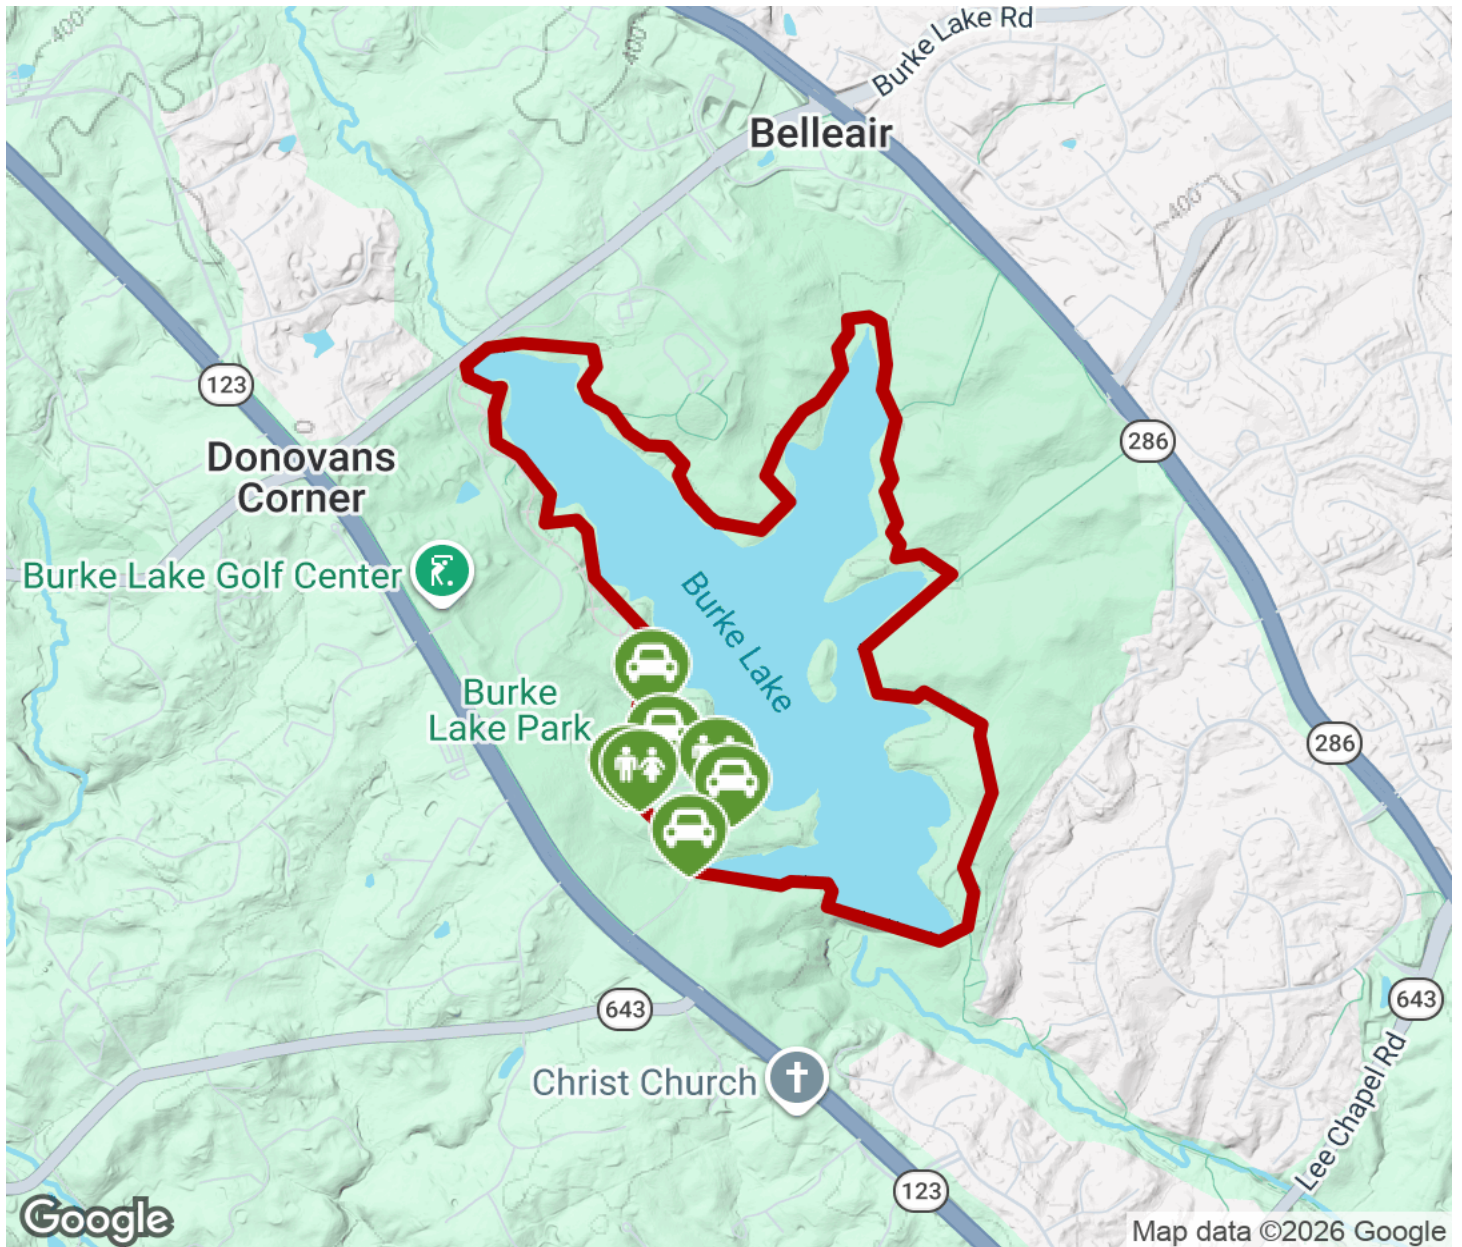 400'
400'
Burke Lake Rd
Belleair
400'
123
286
Donovans
Corner
Burke Lake Golf Center
Burke Lake
Burke
Lake Park
286
643
643
Christ Church
Lee Chapel Rd
123
Google
Map data ©2026 Google